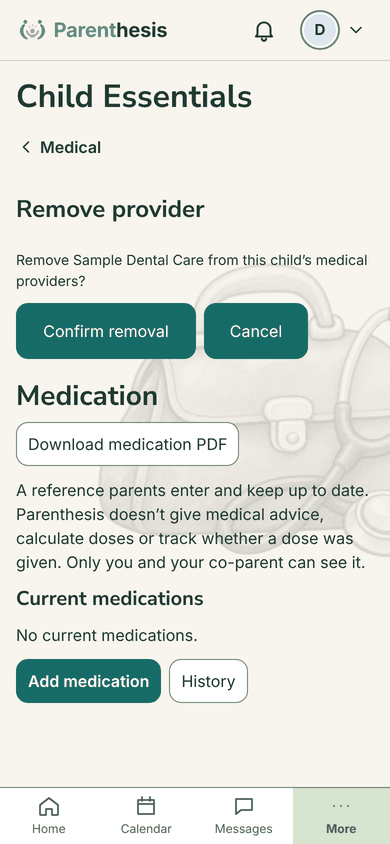 Parenthesis
D
Child Essentials
Medical
Remove provider
Remove Sample Dental Care from this child’s medical
providers?
Confirm removal
Cancel
Medication
Download medication PDF
A reference parents enter and keep up to date.
Parenthesis doesn’t give medical advice,
calculate doses or track whether a dose was
given. Only you and your co-parent can see it.
Current medications
No current medications.
Add medication
History
Home
Calendar
Messages
More